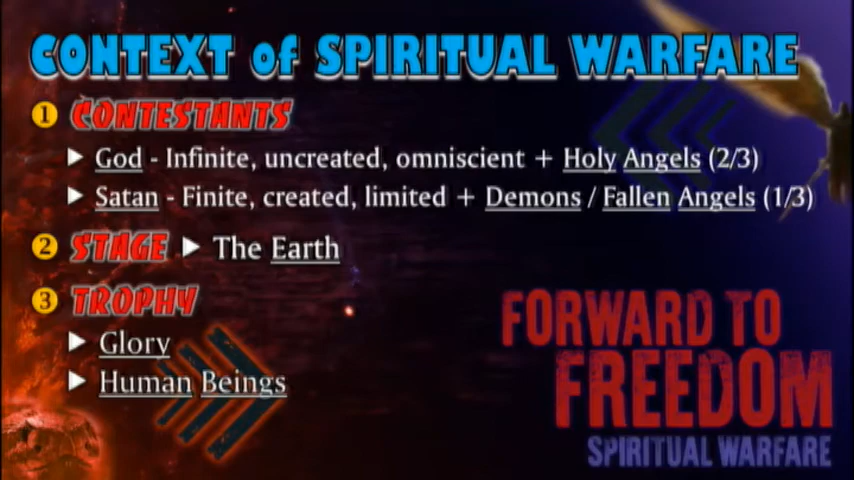 CONTEXT of SPIRITUAL WARFARE
1 CONTESTANTS
▶ God - Infinite, uncreated, omniscient + Holy Angels (2/3)
▶ Satan - Finite, created, limited + Demons / Fallen Angels (1/3)
2 STAGE ▶ The Earth
3 TROPHY
▶ Glory
▶ Human Beings
FORWARD TO
FREEDOM
SPIRITUAL WARFARE